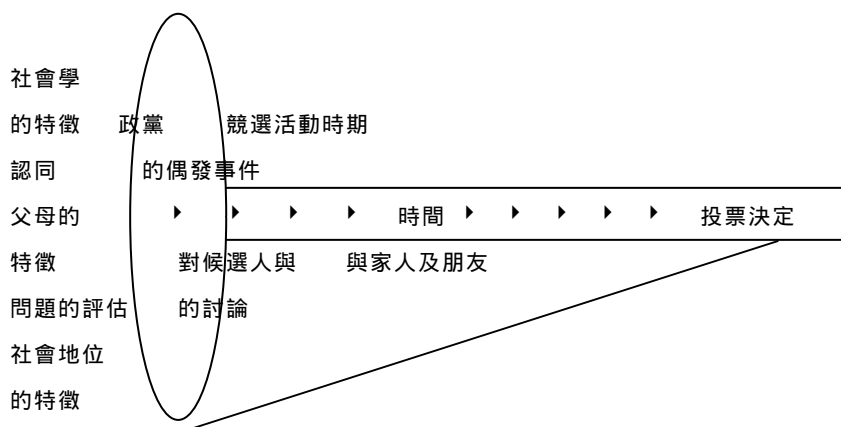 社會學
的特徵 政黨 競選活動時期
認同 的偶發事件
父母的 時間 投票決定
特徵 對候選人與 與家人及朋友
問題的評估 的討論
社會地位
的特徵